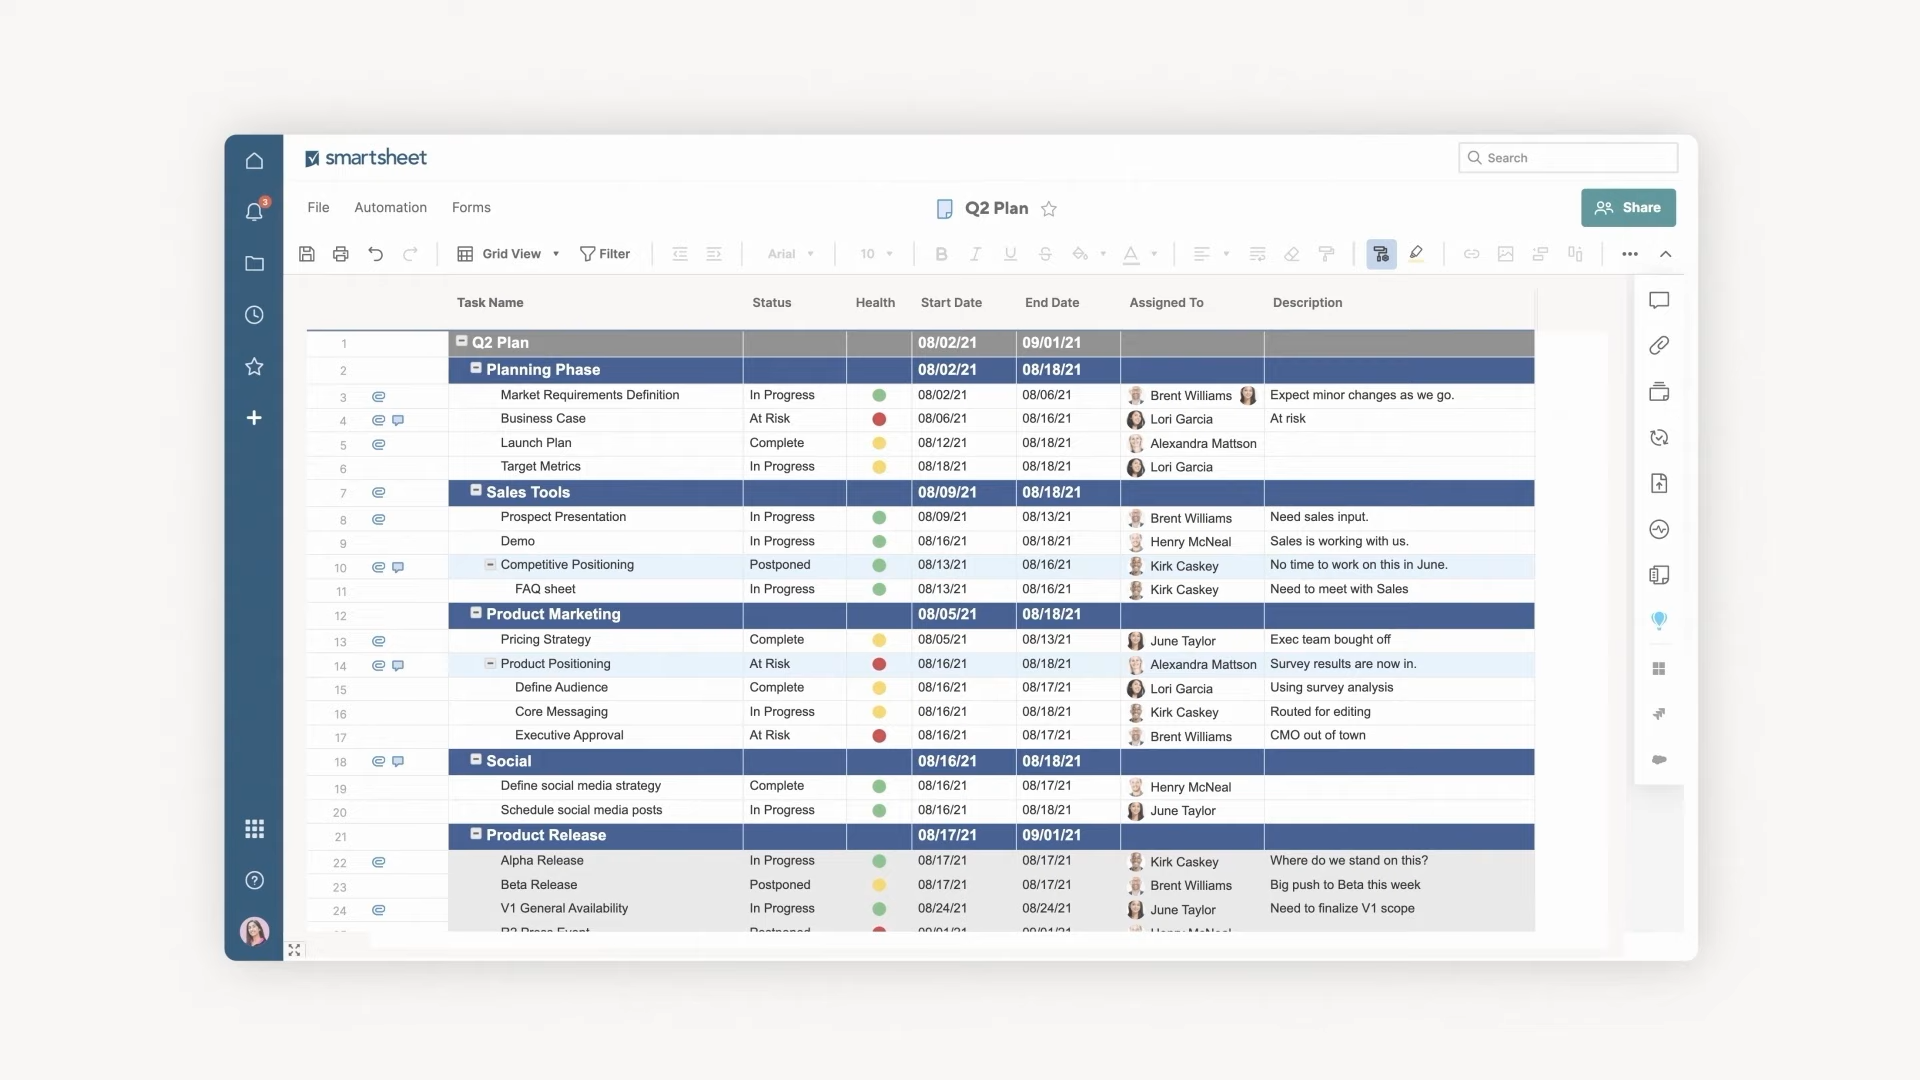 smartsheet
Search
3
File Automation Forms
Q2 Plan
Share
Grid View Filter Arial 10 B I U S A
Task Name Status Health Start Date End Date Assigned To Description
1 Q2 Plan 08/02/21 09/01/21
2 Planning Phase 08/02/21 08/18/21
3 Market Requirements Definition In Progress 08/02/21 08/06/21 Brent Williams Expect minor changes as we go.
4 Business Case At Risk 08/06/21 08/16/21 Lori Garcia At risk
5 Launch Plan Complete 08/12/21 08/18/21 Alexandra Mattson
6 Target Metrics In Progress 08/18/21 08/18/21 Lori Garcia
7 Sales Tools 08/09/21 08/18/21
8 Prospect Presentation In Progress 08/09/21 08/13/21 Brent Williams Need sales input.
9 Demo In Progress 08/16/21 08/18/21 Henry McNeal Sales is working with us.
10 Competitive Positioning Postponed 08/13/21 08/16/21 Kirk Caskey No time to work on this in June.
11 FAQ sheet In Progress 08/13/21 08/16/21 Kirk Caskey Need to meet with Sales
12 Product Marketing 08/05/21 08/18/21
13 Pricing Strategy Complete 08/05/21 08/13/21 June Taylor Exec team bought off
14 Product Positioning At Risk 08/16/21 08/18/21 Alexandra Mattson Survey results are now in.
15 Define Audience Complete 08/16/21 08/17/21 Lori Garcia Using survey analysis
16 Core Messaging In Progress 08/16/21 08/18/21 Kirk Caskey Routed for editing
17 Executive Approval At Risk 08/16/21 08/17/21 Brent Williams CMO out of town
18 Social 08/16/21 08/18/21
19 Define social media strategy Complete 08/16/21 08/17/21 Henry McNeal
20 Schedule social media posts In Progress 08/16/21 08/18/21 June Taylor
21 Product Release 08/17/21 09/01/21
22 Alpha Release In Progress 08/17/21 08/17/21 Kirk Caskey Where do we stand on this?
23 Beta Release Postponed 08/17/21 08/17/21 Brent Williams Big push to Beta this week
24 V1 General Availability In Progress 08/24/21 08/24/21 June Taylor Need to finalize V1 scope